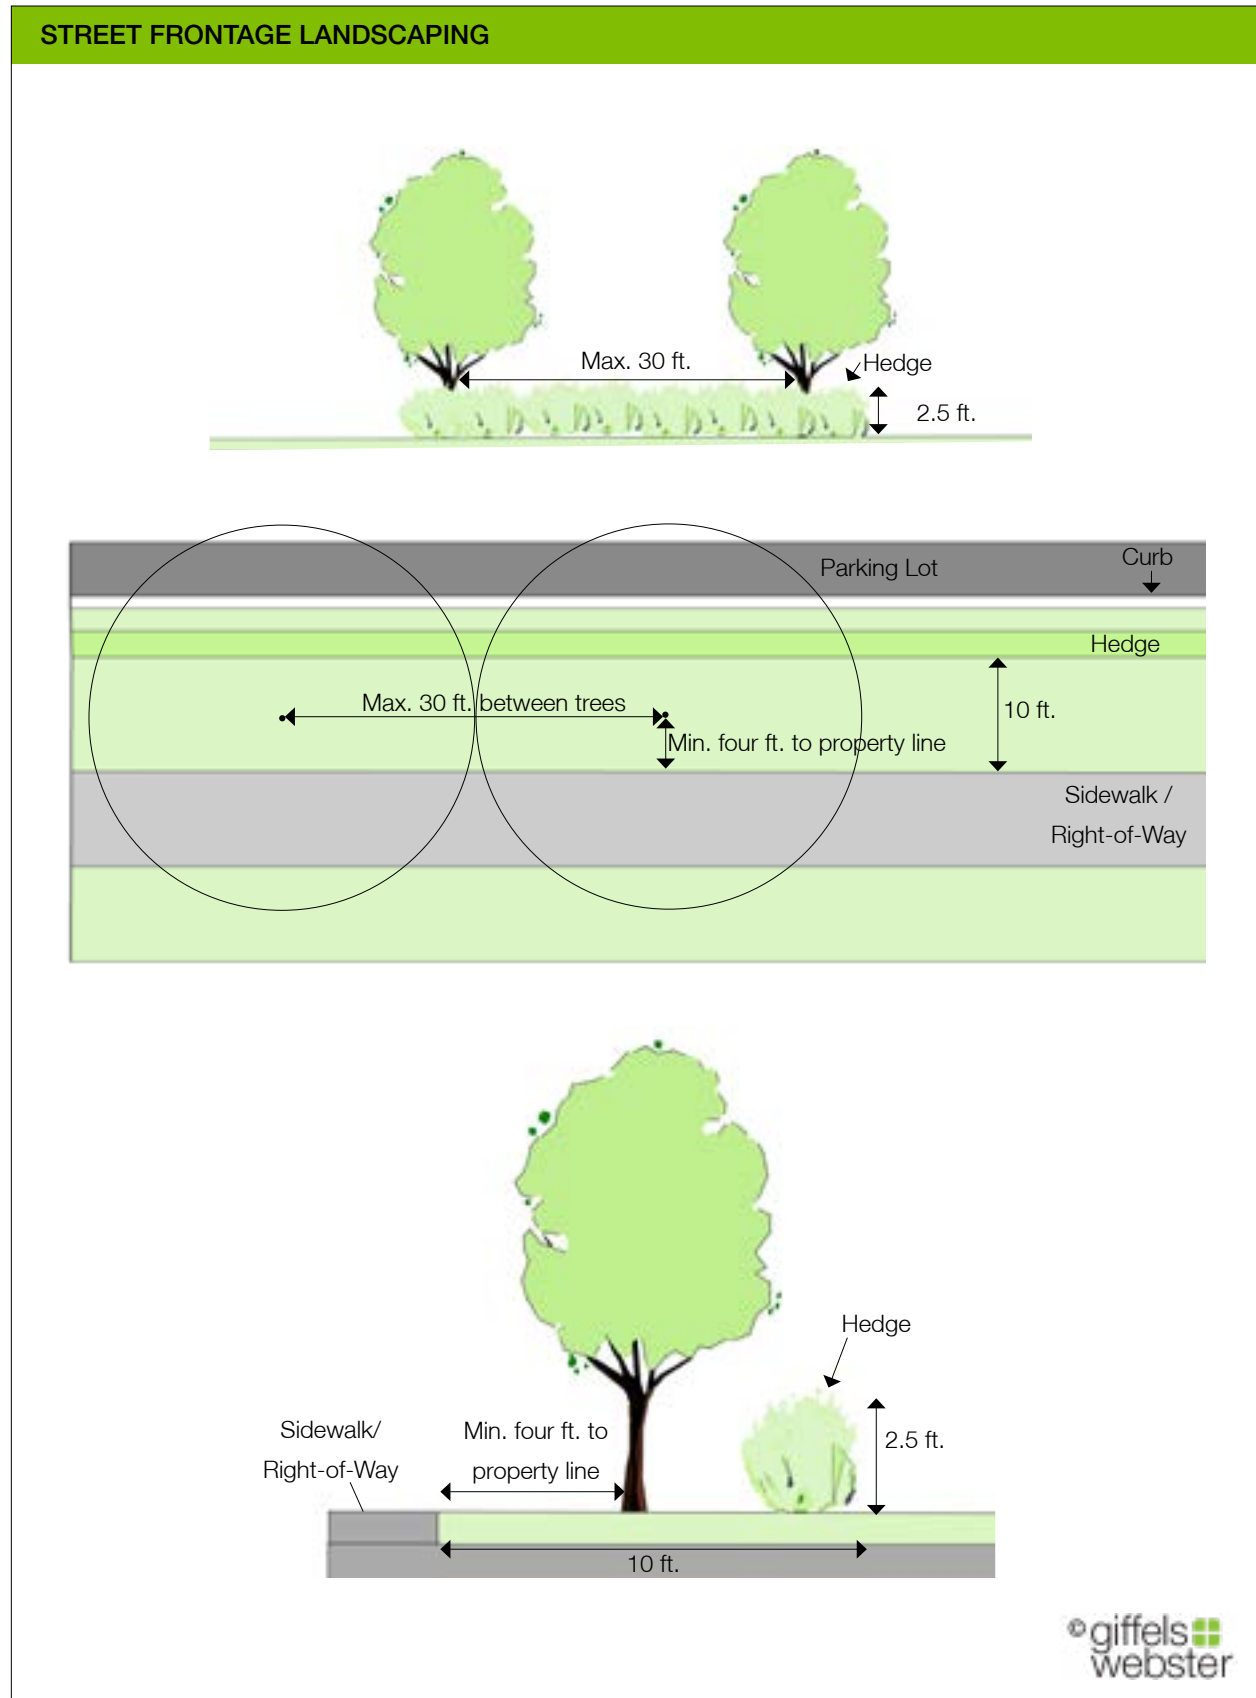 STREET FRONTAGE LANDSCAPING
Max. 30 ft.
Hedge
2.5 ft.
Parking Lot
Curb
Hedge
Max. 30 ft. between trees
10 ft.
Min. four ft. to property line
Sidewalk /
Right-of-Way
Hedge
2.5 ft.
Sidewalk/
Right-of-Way
Min. four ft. to
property line
10 ft.
© giffels
webster